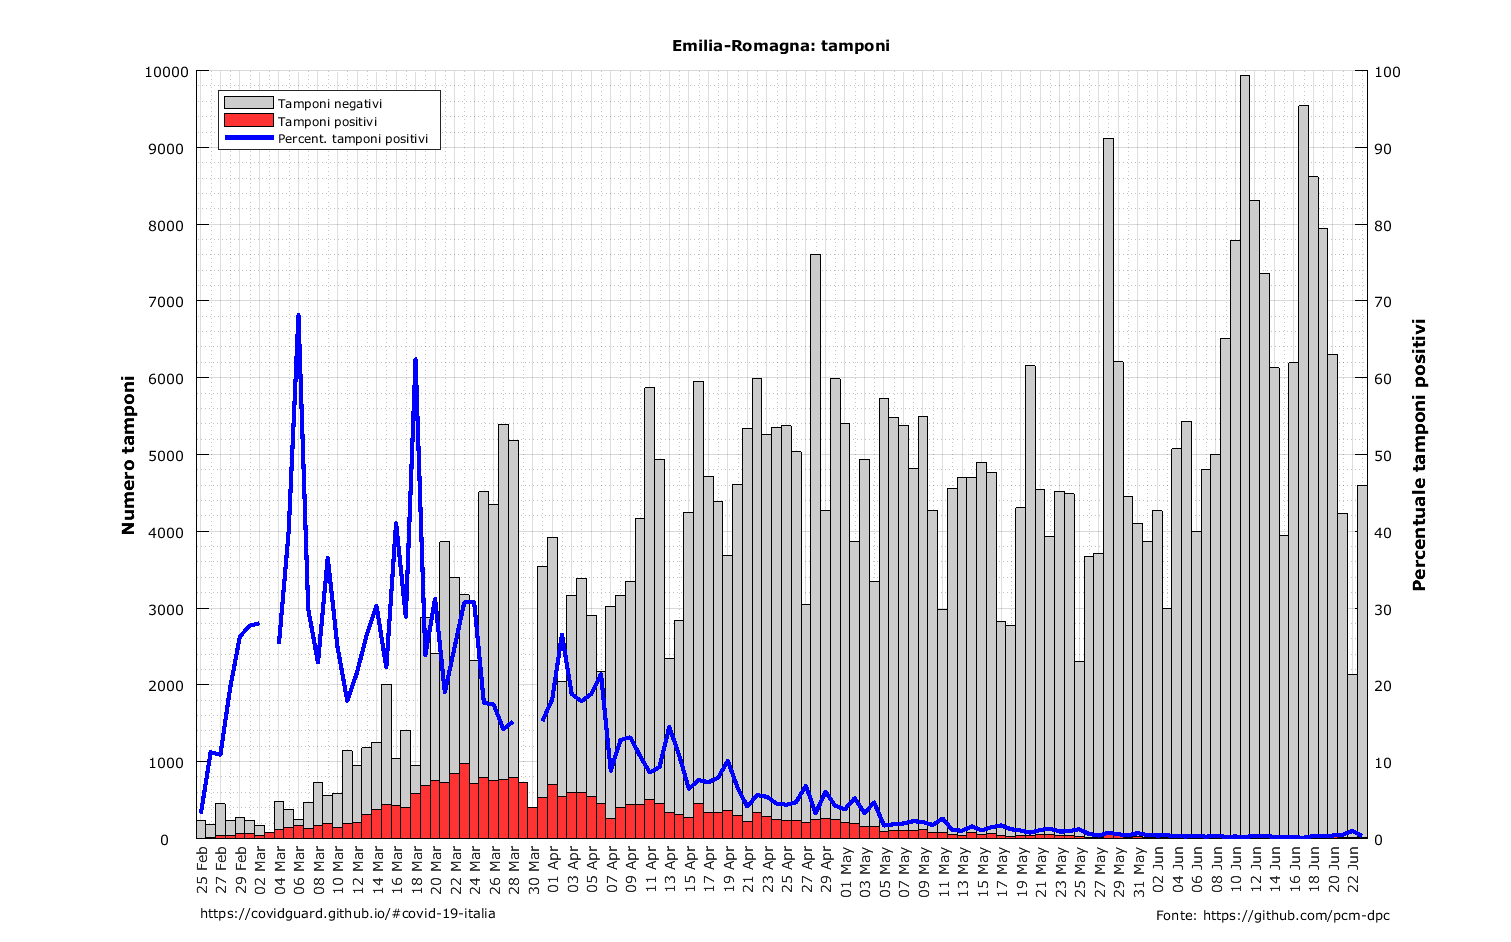 Emilia-Romagna: tamponi
Tamponi negativi
Tamponi positivi
Percent. tamponi positivi
Numero tamponi
10000
9000
8000
7000
6000
5000
4000
3000
2000
1000
0
Percentuale tamponi positivi
100
90
80
70
60
50
40
30
20
10
0
25 Feb
27 Feb
29 Feb
02 Mar
04 Mar
06 Mar
08 Mar
10 Mar
12 Mar
14 Mar
16 Mar
18 Mar
20 Mar
22 Mar
24 Mar
26 Mar
28 Mar
30 Mar
01 Apr
03 Apr
05 Apr
07 Apr
09 Apr
11 Apr
13 Apr
15 Apr
17 Apr
19 Apr
21 Apr
23 Apr
25 Apr
27 Apr
29 Apr
01 May
03 May
05 May
07 May
09 May
11 May
13 May
15 May
17 May
19 May
21 May
23 May
25 May
27 May
29 May
31 May
02 Jun
04 Jun
06 Jun
08 Jun
10 Jun
12 Jun
14 Jun
16 Jun
18 Jun
20 Jun
22 Jun
https://covidguard.github.io/#covid-19-italia
Fonte: https://github.com/pcm-dpc